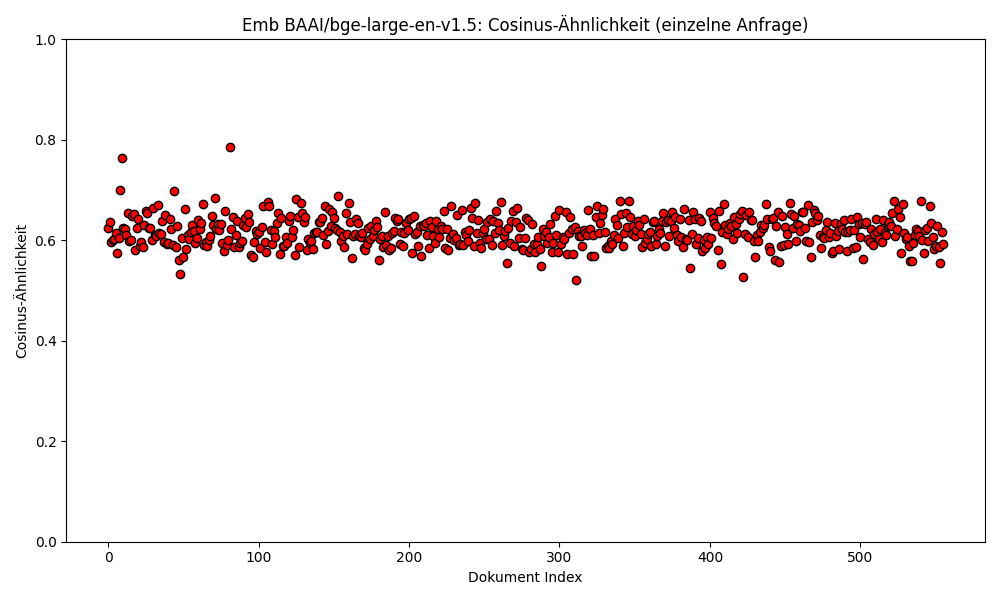 Emb BAAI/bge-large-en-v1.5: Cosinus-Ähnlichkeit (einzelne Anfrage)
1.0
0.8
0.6
0.4
0.2
0.0
Cosinus-Ähnlichkeit
0 100 200 300 400 500
Dokument Index